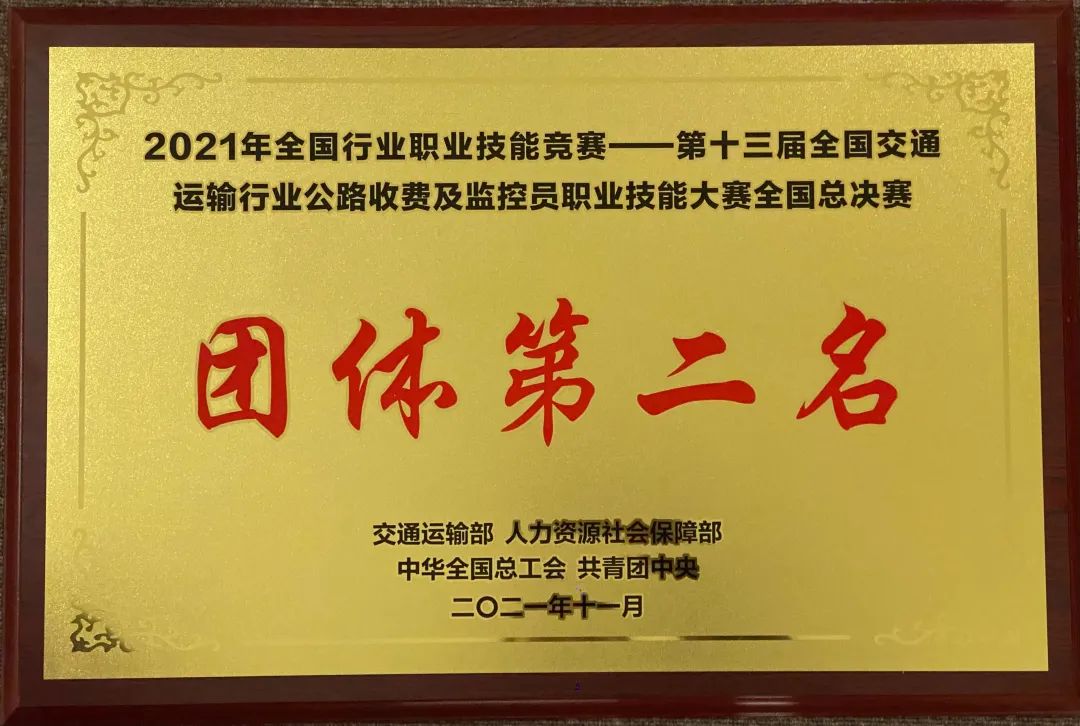 2021年全国行业职业技能竞赛——第十三届全国交通
运输行业公路收费及监控员职业技能大赛全国总决赛
团体第二名
交通运输部 人力资源社会保障部
中华全国总工会 共青团中央
二〇二一年十一月